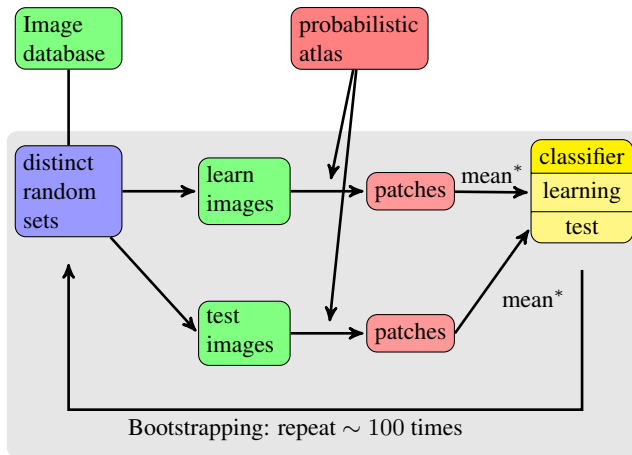 Image
database
probabilistic
atlas
distinct
random
sets
learn
images
patches
mean*
classifier
learning
test
test
images
patches
mean*
Bootstrapping: repeat ∼ 100 times